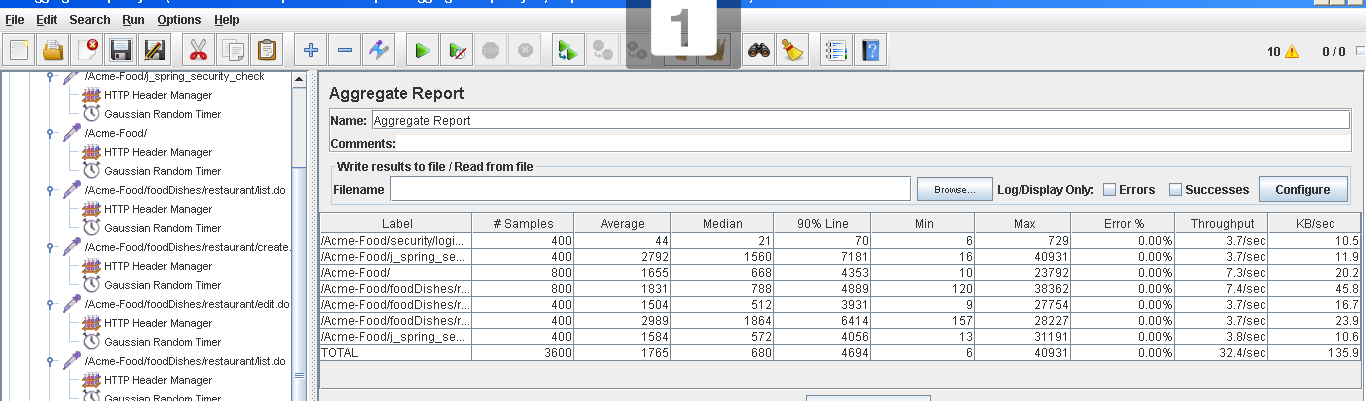 1
File Edit Search Run Options Help
10 0 / 0
/Acme-Food/j_spring_security_check
HTTP Header Manager
Gaussian Random Timer
/Acme-Food/
HTTP Header Manager
Gaussian Random Timer
/Acme-Food/foodDishes/restaurant/list.do
HTTP Header Manager
Gaussian Random Timer
/Acme-Food/foodDishes/restaurant/create.
HTTP Header Manager
Gaussian Random Timer
/Acme-Food/foodDishes/restaurant/edit.do
HTTP Header Manager
Gaussian Random Timer
/Acme-Food/foodDishes/restaurant/list.do
HTTP Header Manager
Gaussian Random Timer
Aggregate Report
Name: Aggregate Report
Comments:
Write results to file / Read from file
Filename Browse... Log/Display Only: Errors Successes Configure
Label # Samples Average Median 90% Line Min Max Error % Throughput KB/sec
/Acme-Food/security/logi... 400 44 21 70 6 729 0.00% 3.7/sec 10.5
/Acme-Food/j_spring_se... 400 2792 1560 7181 16 40931 0.00% 3.7/sec 11.9
/Acme-Food/ 800 1655 668 4353 10 23792 0.00% 7.3/sec 20.2
/Acme-Food/foodDishes/r... 800 1831 788 4889 120 38362 0.00% 7.4/sec 45.8
/Acme-Food/foodDishes/r... 400 1504 512 3931 9 27754 0.00% 3.7/sec 16.7
/Acme-Food/foodDishes/r... 400 2989 1864 6414 157 28227 0.00% 3.7/sec 23.9
/Acme-Food/j_spring_se... 400 1584 572 4056 13 31191 0.00% 3.8/sec 10.6
TOTAL 3600 1765 680 4694 6 40931 0.00% 32.4/sec 135.9